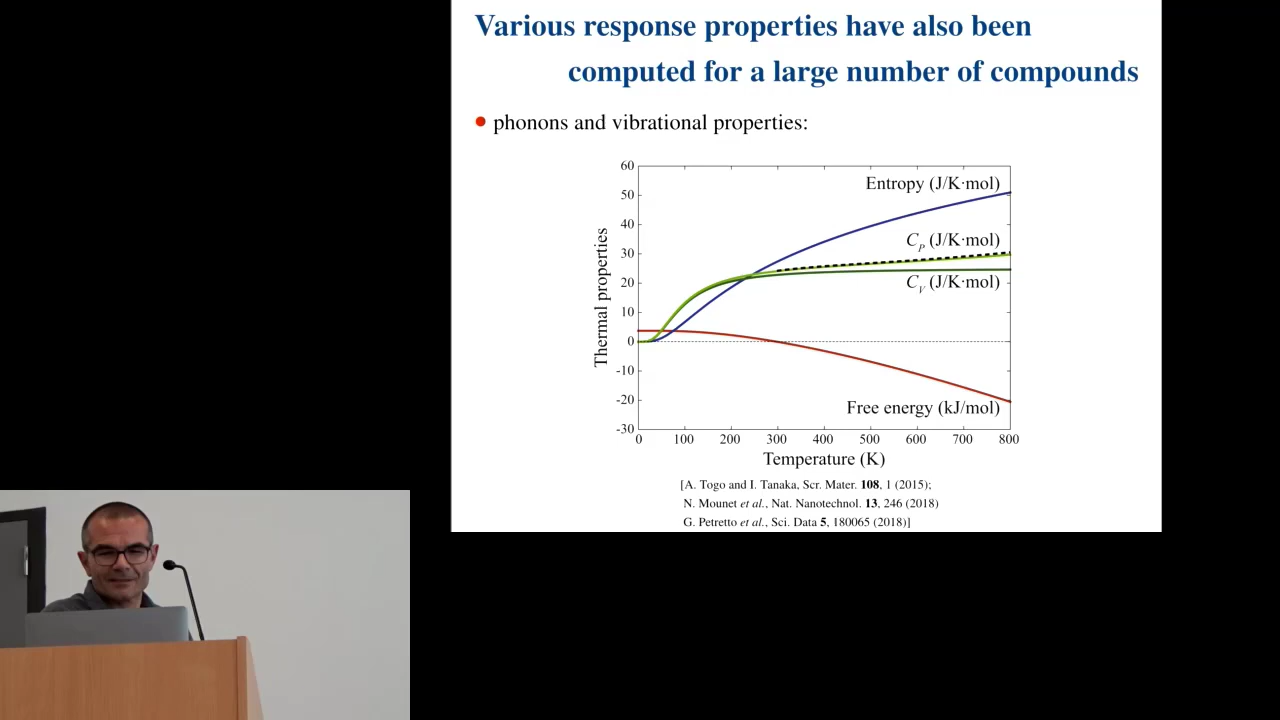 Various response properties have also been
computed for a large number of compounds
• phonons and vibrational properties:
60
50
40
30
20
10
0
-10
-20
-30
Thermal properties
Entropy (J/K·mol)
CP (J/K·mol)
CV (J/K·mol)
Free energy (kJ/mol)
0 100 200 300 400 500 600 700 800
Temperature (K)
[A. Togo and I. Tanaka, Scr. Mater. 108, 1 (2015);
N. Mounet et al., Nat. Nanotechnol. 13, 246 (2018)
G. Petretto et al., Sci. Data 5, 180065 (2018)]